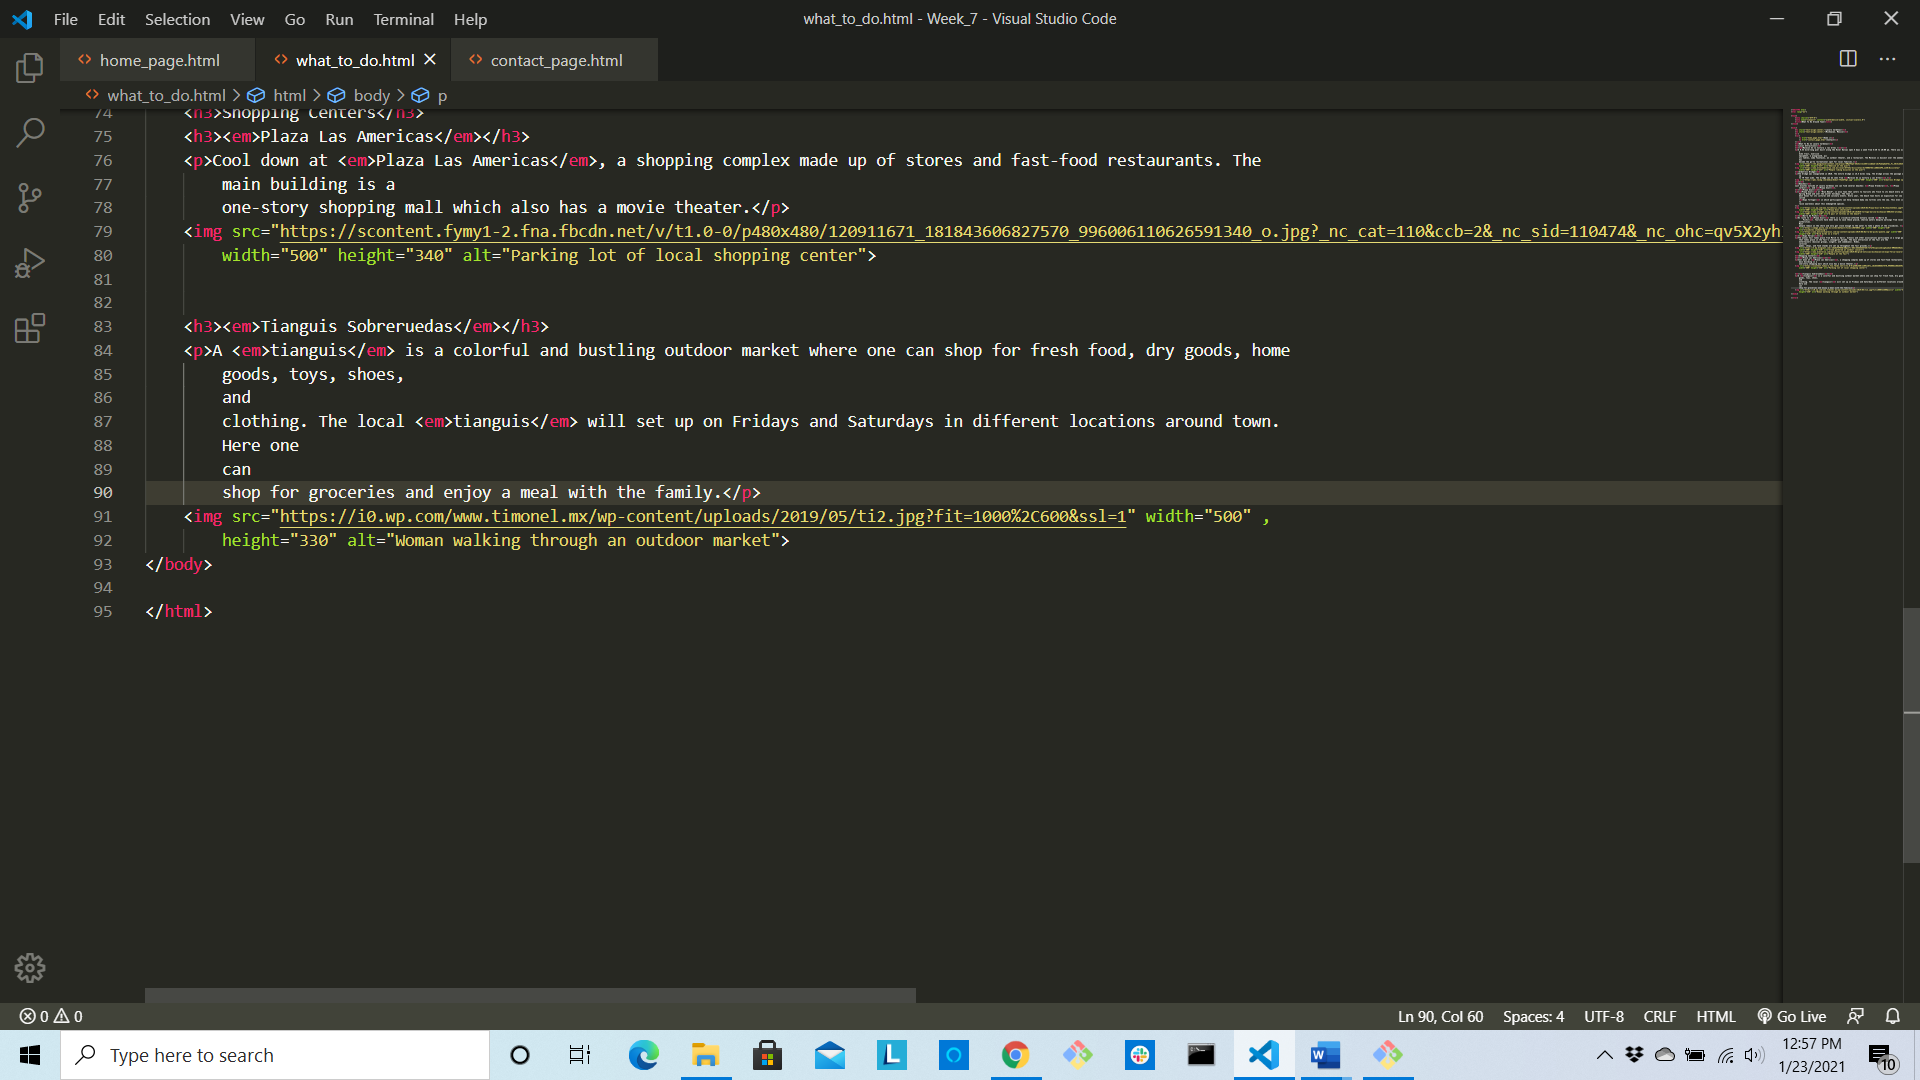 File Edit Selection View Go Run Terminal Help
what_to_do.html - Week_7 - Visual Studio Code
home_page.html
what_to_do.html
contact_page.html
what_to_do.html > html > body > p
74 <h3>Shopping Centers</h3>
75 <h3><em>Plaza Las Americas</em></h3>
76 <p>Cool down at <em>Plaza Las Americas</em>, a shopping complex made up of stores and fast-food restaurants. The
77 main building is a
78 one-story shopping mall which also has a movie theater.</p>
79 <img src="https://scontent.fymy1-2.fna.fbcdn.net/v/t1.0-0/p480x480/120911671_181843606827570_996006110626591340_o.jpg?_nc_cat=110&ccb=2&_nc_sid=110474&_nc_ohc=qv5X2yh
80 width="500" height="340" alt="Parking lot of local shopping center">
81
82
83 <h3><em>Tianguis Sobreruedas</em></h3>
84 <p>A <em>tianguis</em> is a colorful and bustling outdoor market where one can shop for fresh food, dry goods, home
85 goods, toys, shoes,
86 and
87 clothing. The local <em>tianguis</em> will set up on Fridays and Saturdays in different locations around town.
88 Here one
89 can
90 shop for groceries and enjoy a meal with the family.</p>
91 <img src="https://i0.wp.com/www.timonel.mx/wp-content/uploads/2019/05/ti2.jpg?fit=1000%2C600&ssl=1" width="500" ,
92 height="330" alt="Woman walking through an outdoor market">
93 </body>
94
95 </html>
0 0
Ln 90, Col 60 Spaces: 4 UTF-8 CRLF HTML Go Live
Type here to search
12:57 PM
1/23/2021
10